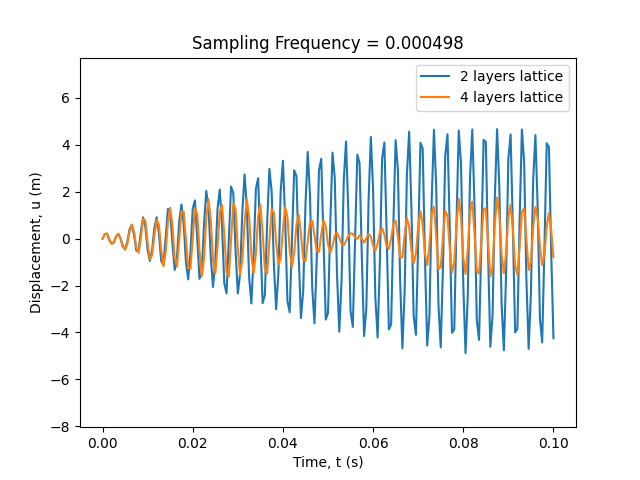 Sampling Frequency = 0.000498
2 layers lattice
4 layers lattice
6
4
2
0
−2
−4
−6
−8
Displacement, u (m)
0.00 0.02 0.04 0.06 0.08 0.10
Time, t (s)